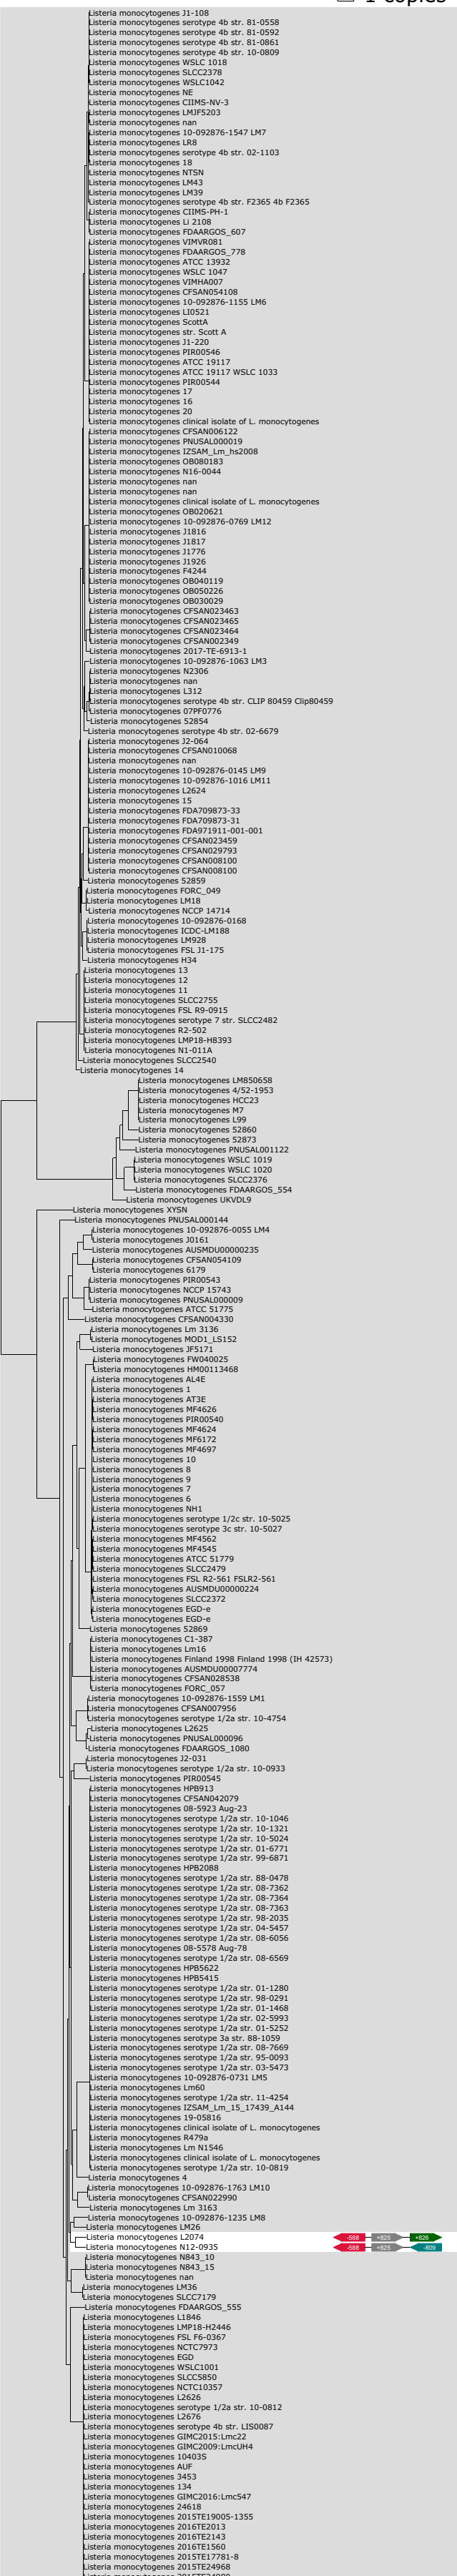 1 copies
Listeria monocytogenes J1-108
Listeria monocytogenes serotype 4b str. 81-0558
Listeria monocytogenes serotype 4b str. 81-0592
Listeria monocytogenes serotype 4b str. 81-0861
Listeria monocytogenes serotype 4b str. 10-0809
Listeria monocytogenes WSLC 1018
Listeria monocytogenes SLCC2378
Listeria monocytogenes WSLC1042
Listeria monocytogenes NE
Listeria monocytogenes CIIMS-NV-3
Listeria monocytogenes LMJF5203
Listeria monocytogenes nan
Listeria monocytogenes 10-092876-1547 LM7
Listeria monocytogenes LR8
Listeria monocytogenes serotype 4b str. 02-1103
Listeria monocytogenes 18
Listeria monocytogenes NTSN
Listeria monocytogenes LM43
Listeria monocytogenes LM39
Listeria monocytogenes serotype 4b str. F2365 4b F2365
Listeria monocytogenes CIIMS-PH-1
Listeria monocytogenes Li 2108
Listeria monocytogenes FDAARGOS_607
Listeria monocytogenes VIMVR081
Listeria monocytogenes FDAARGOS_778
Listeria monocytogenes ATCC 13932
Listeria monocytogenes WSLC 1047
Listeria monocytogenes VIMHA007
Listeria monocytogenes CFSAN054108
Listeria monocytogenes 10-092876-1155 LM6
Listeria monocytogenes LI0521
Listeria monocytogenes ScottA
Listeria monocytogenes str. Scott A
Listeria monocytogenes J1-220
Listeria monocytogenes PIR00546
Listeria monocytogenes ATCC 19117
Listeria monocytogenes ATCC 19117 WSLC 1033
Listeria monocytogenes PIR00544
Listeria monocytogenes 17
Listeria monocytogenes 16
Listeria monocytogenes 20
Listeria monocytogenes clinical isolate of L. monocytogenes
Listeria monocytogenes CFSAN006122
Listeria monocytogenes PNUSAL000019
Listeria monocytogenes IZSAM_Lm_hs2008
Listeria monocytogenes OB080183
Listeria monocytogenes N16-0044
Listeria monocytogenes nan
Listeria monocytogenes nan
Listeria monocytogenes clinical isolate of L. monocytogenes
Listeria monocytogenes OB020621
Listeria monocytogenes 10-092876-0769 LM12
Listeria monocytogenes J1816
Listeria monocytogenes J1817
Listeria monocytogenes J1776
Listeria monocytogenes J1926
Listeria monocytogenes F4244
Listeria monocytogenes OB040119
Listeria monocytogenes OB050226
Listeria monocytogenes OB030029
Listeria monocytogenes CFSAN023463
Listeria monocytogenes CFSAN023465
Listeria monocytogenes CFSAN023464
Listeria monocytogenes CFSAN002349
Listeria monocytogenes 2017-TE-6913-1
Listeria monocytogenes 10-092876-1063 LM3
Listeria monocytogenes N2306
Listeria monocytogenes nan
Listeria monocytogenes L312
Listeria monocytogenes serotype 4b str. CLIP 80459 Clip80459
Listeria monocytogenes 07PF0776
Listeria monocytogenes 52854
Listeria monocytogenes serotype 4b str. 02-6679
Listeria monocytogenes J2-064
Listeria monocytogenes CFSAN010068
Listeria monocytogenes nan
Listeria monocytogenes 10-092876-0145 LM9
Listeria monocytogenes 10-092876-1016 LM11
Listeria monocytogenes L2624
Listeria monocytogenes 15
Listeria monocytogenes FDA709873-33
Listeria monocytogenes FDA709873-31
Listeria monocytogenes FDA971911-001-001
Listeria monocytogenes CFSAN023459
Listeria monocytogenes CFSAN029793
Listeria monocytogenes CFSAN008100
Listeria monocytogenes CFSAN008100
Listeria monocytogenes 52859
Listeria monocytogenes FORC_049
Listeria monocytogenes LM18
Listeria monocytogenes NCCP 14714
Listeria monocytogenes 10-092876-0168
Listeria monocytogenes ICDC-LM188
Listeria monocytogenes LM928
Listeria monocytogenes FSL J1-175
Listeria monocytogenes H34
Listeria monocytogenes 13
Listeria monocytogenes 12
Listeria monocytogenes 11
Listeria monocytogenes SLCC2755
Listeria monocytogenes FSL R9-0915
Listeria monocytogenes serotype 7 str. SLCC2482
Listeria monocytogenes R2-502
Listeria monocytogenes LMP18-H8393
Listeria monocytogenes N1-011A
Listeria monocytogenes SLCC2540
Listeria monocytogenes 14
Listeria monocytogenes LM850658
Listeria monocytogenes 4/52-1953
Listeria monocytogenes HCC23
Listeria monocytogenes M7
Listeria monocytogenes L99
Listeria monocytogenes 52860
Listeria monocytogenes 52873
Listeria monocytogenes PNUSAL001122
Listeria monocytogenes WSLC 1019
Listeria monocytogenes WSLC 1020
Listeria monocytogenes SLCC2376
Listeria monocytogenes FDAARGOS_554
Listeria monocytogenes UKVDL9
Listeria monocytogenes XYSN
Listeria monocytogenes PNUSAL000144
Listeria monocytogenes 10-092876-0055 LM4
Listeria monocytogenes J0161
Listeria monocytogenes AUSMDU00000235
Listeria monocytogenes CFSAN054109
Listeria monocytogenes 6179
Listeria monocytogenes PIR00543
Listeria monocytogenes NCCP 15743
Listeria monocytogenes PNUSAL000009
Listeria monocytogenes ATCC 51775
Listeria monocytogenes CFSAN004330
Listeria monocytogenes Lm 3136
Listeria monocytogenes MOD1_LS152
Listeria monocytogenes JF5171
Listeria monocytogenes FW040025
Listeria monocytogenes HM00113468
Listeria monocytogenes AL4E
Listeria monocytogenes 1
Listeria monocytogenes AT3E
Listeria monocytogenes MF4626
Listeria monocytogenes PIR00540
Listeria monocytogenes MF4624
Listeria monocytogenes MF6172
Listeria monocytogenes MF4697
Listeria monocytogenes 10
Listeria monocytogenes 8
Listeria monocytogenes 9
Listeria monocytogenes 7
Listeria monocytogenes 6
Listeria monocytogenes NH1
Listeria monocytogenes serotype 1/2c str. 10-5025
Listeria monocytogenes serotype 3c str. 10-5027
Listeria monocytogenes MF4562
Listeria monocytogenes MF4545
Listeria monocytogenes ATCC 51779
Listeria monocytogenes SLCC2479
Listeria monocytogenes FSL R2-561 FSLR2-561
Listeria monocytogenes AUSMDU00000224
Listeria monocytogenes SLCC2372
Listeria monocytogenes EGD-e
Listeria monocytogenes EGD-e
Listeria monocytogenes 52869
Listeria monocytogenes C1-387
Listeria monocytogenes Lm16
Listeria monocytogenes Finland 1998 Finland 1998 (IH 42573)
Listeria monocytogenes AUSMDU00007774
Listeria monocytogenes CFSAN028538
Listeria monocytogenes FORC_057
Listeria monocytogenes 10-092876-1559 LM1
Listeria monocytogenes CFSAN007956
Listeria monocytogenes serotype 1/2a str. 10-4754
Listeria monocytogenes L2625
Listeria monocytogenes PNUSAL000096
Listeria monocytogenes FDAARGOS_1080
Listeria monocytogenes J2-031
Listeria monocytogenes serotype 1/2a str. 10-0933
Listeria monocytogenes PIR00545
Listeria monocytogenes HPB913
Listeria monocytogenes CFSAN042079
Listeria monocytogenes 08-5923 Aug-23
Listeria monocytogenes serotype 1/2a str. 10-1046
Listeria monocytogenes serotype 1/2a str. 10-1321
Listeria monocytogenes serotype 1/2a str. 10-5024
Listeria monocytogenes serotype 1/2a str. 01-6771
Listeria monocytogenes serotype 1/2a str. 99-6871
Listeria monocytogenes HPB2088
Listeria monocytogenes serotype 1/2a str. 88-0478
Listeria monocytogenes serotype 1/2a str. 08-7362
Listeria monocytogenes serotype 1/2a str. 08-7364
Listeria monocytogenes serotype 1/2a str. 08-7363
Listeria monocytogenes serotype 1/2a str. 98-2035
Listeria monocytogenes serotype 1/2a str. 04-5457
Listeria monocytogenes serotype 1/2a str. 08-6056
Listeria monocytogenes 08-5578 Aug-78
Listeria monocytogenes serotype 1/2a str. 08-6569
Listeria monocytogenes HPB5622
Listeria monocytogenes HPB5415
Listeria monocytogenes serotype 1/2a str. 01-1280
Listeria monocytogenes serotype 1/2a str. 98-0291
Listeria monocytogenes serotype 1/2a str. 01-1468
Listeria monocytogenes serotype 1/2a str. 02-5993
Listeria monocytogenes serotype 1/2a str. 01-5252
Listeria monocytogenes serotype 3a str. 88-1059
Listeria monocytogenes serotype 1/2a str. 08-7669
Listeria monocytogenes serotype 1/2a str. 95-0093
Listeria monocytogenes serotype 1/2a str. 03-5473
Listeria monocytogenes 10-092876-0731 LM5
Listeria monocytogenes Lm60
Listeria monocytogenes serotype 1/2a str. 11-4254
Listeria monocytogenes IZSAM_Lm_15_17439_A144
Listeria monocytogenes 19-05816
Listeria monocytogenes clinical isolate of L. monocytogenes
Listeria monocytogenes R479a
Listeria monocytogenes Lm N1546
Listeria monocytogenes clinical isolate of L. monocytogenes
Listeria monocytogenes serotype 1/2a str. 10-0819
Listeria monocytogenes 4
Listeria monocytogenes 10-092876-1763 LM10
Listeria monocytogenes CFSAN022990
Listeria monocytogenes Lm 3163
Listeria monocytogenes 10-092876-1235 LM8
Listeria monocytogenes LM26
Listeria monocytogenes L2074 -588 +825 +826
Listeria monocytogenes N12-0935 -588 +825 -809
Listeria monocytogenes N843_10
Listeria monocytogenes N843_15
Listeria monocytogenes nan
Listeria monocytogenes LM36
Listeria monocytogenes SLCC7179
Listeria monocytogenes FDAARGOS_555
Listeria monocytogenes L1846
Listeria monocytogenes LMP18-H2446
Listeria monocytogenes FSL F6-0367
Listeria monocytogenes NCTC7973
Listeria monocytogenes EGD
Listeria monocytogenes WSLC1001
Listeria monocytogenes SLCC5850
Listeria monocytogenes NCTC10357
Listeria monocytogenes L2626
Listeria monocytogenes serotype 1/2a str. 10-0812
Listeria monocytogenes L2676
Listeria monocytogenes serotype 4b str. LIS0087
Listeria monocytogenes GIMC2015:Lmc22
Listeria monocytogenes GIMC2009:LmcUH4
Listeria monocytogenes 10403S
Listeria monocytogenes AUF
Listeria monocytogenes 3453
Listeria monocytogenes 134
Listeria monocytogenes GIMC2016:Lmc547
Listeria monocytogenes 24618
Listeria monocytogenes 2015TE19005-1355
Listeria monocytogenes 2016TE2013
Listeria monocytogenes 2016TE2143
Listeria monocytogenes 2016TE1560
Listeria monocytogenes 2015TE17781-8
Listeria monocytogenes 2015TE24968